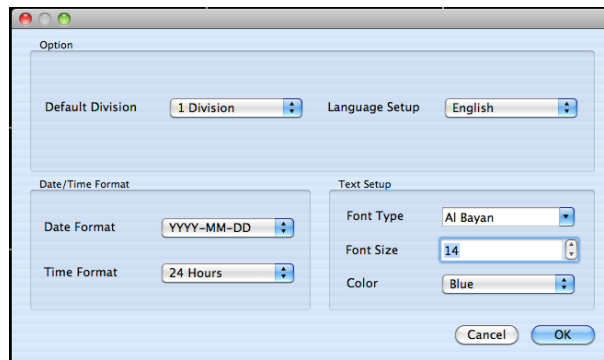 Option
Default Division 1 Division Language Setup English
Date/Time Format
Date Format YYYY-MM-DD
Time Format 24 Hours
Text Setup
Font Type Al Bayan
Font Size 14
Color Blue
Cancel OK